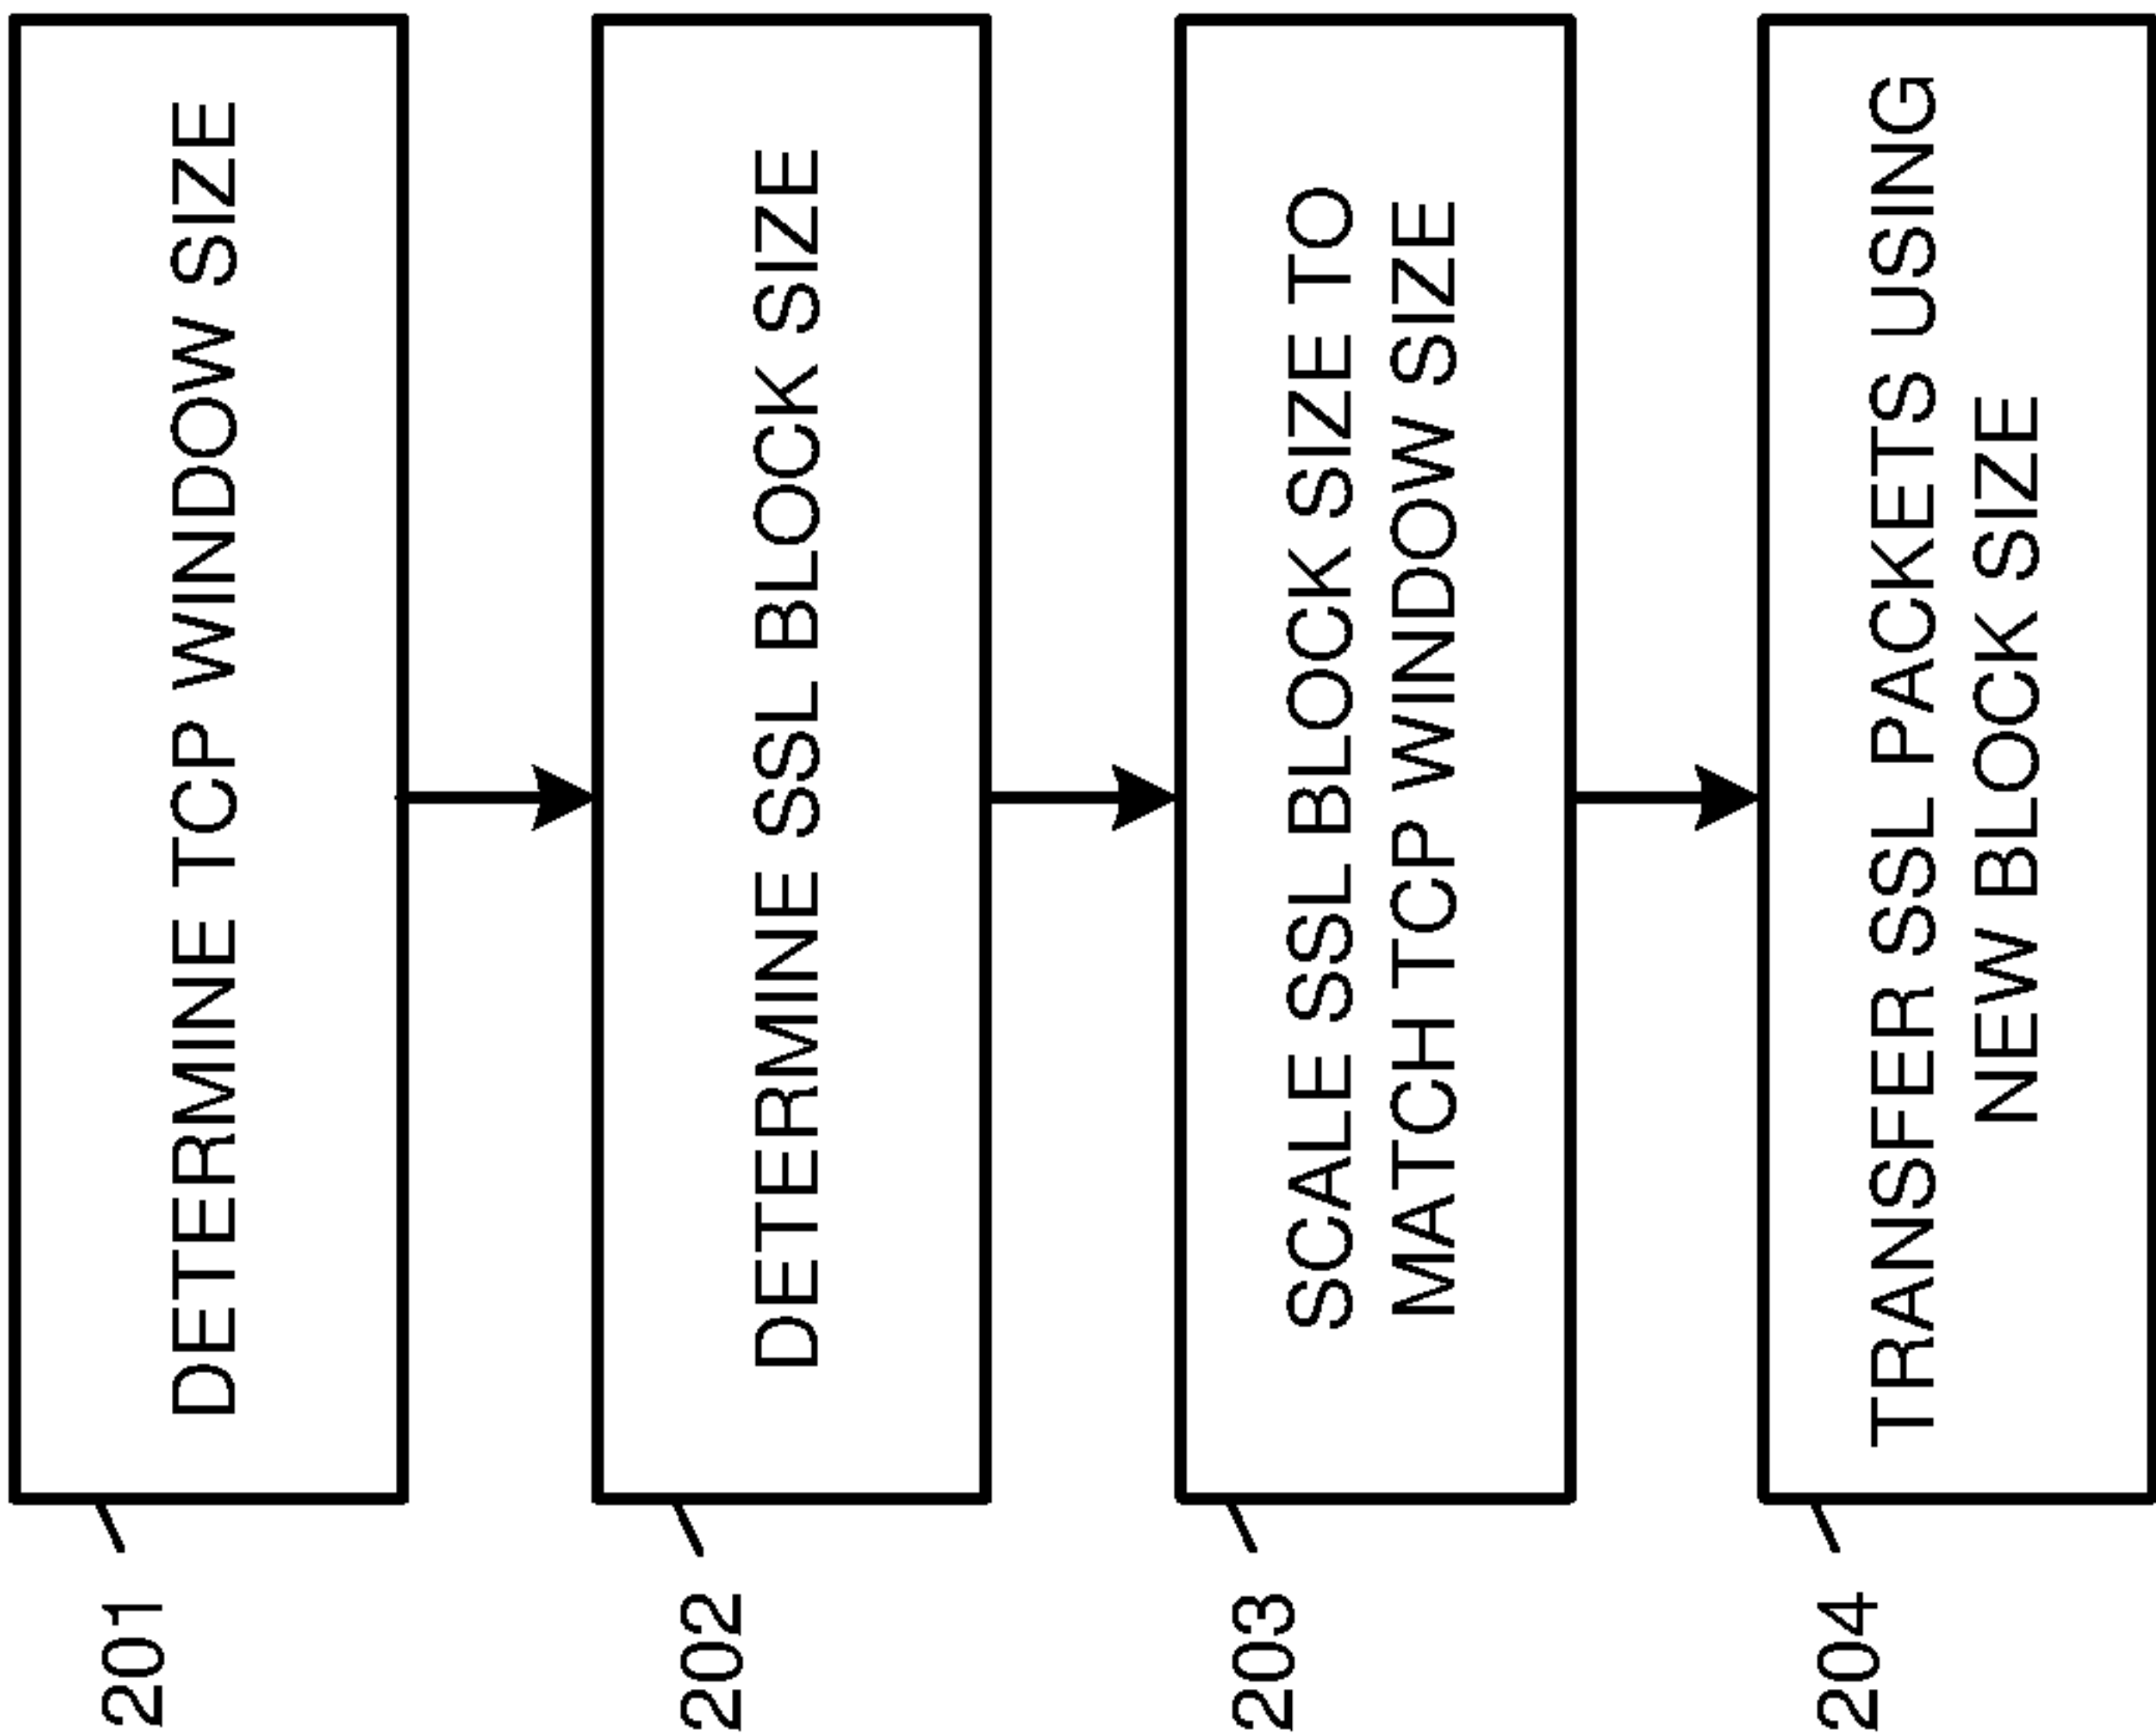 201
DETERMINE TCP WINDOW SIZE
202
DETERMINE SSL BLOCK SIZE
203
SCALE SSL BLOCK SIZE TO
MATCH TCP WINDOW SIZE
204
TRANSFER SSL PACKETS USING
NEW BLOCK SIZE